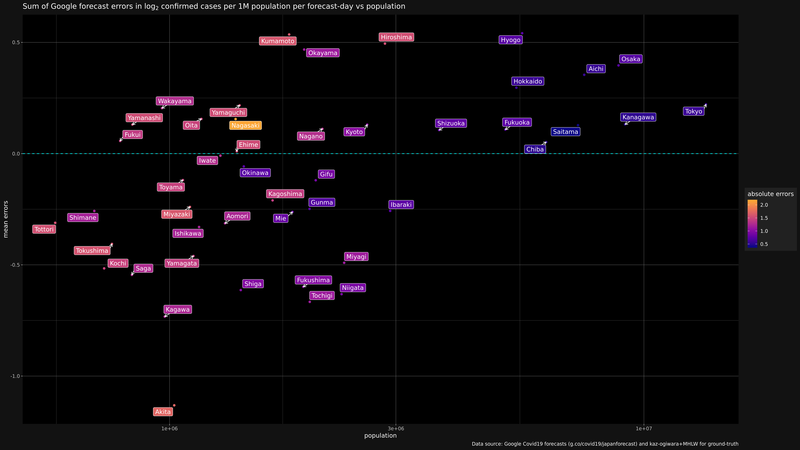 Sum of Google forecast errors in log₂ confirmed cases per 1M population per forecast-day vs population
0.5
Kumamoto
Hiroshima
Hyogo
Okayama
Osaka
Aichi
Hokkaido
Wakayama
Yamaguchi
Tokyo
Yamanashi
Kanagawa
Oita
Nagasaki
Shizuoka
Fukuoka
Fukui
Nagano
Kyoto
Saitama
Ehime
Chiba
0.0
Iwate
Okinawa
Gifu
Toyama
Kagoshima
Gunma
Ibaraki
Shimane
Miyazaki
Aomori
Mie
Tottori
Ishikawa
Tokushima
Miyagi
Kochi
Saga
Yamagata
-0.5
Shiga
Fukushima
Niigata
Tochigi
Kagawa
-1.0
Akita
mean errors
1e+06
3e+06
1e+07
population
absolute errors
2.0
1.5
1.0
0.5
Data source: Google Covid19 forecasts (g.co/covid19/japanforecast) and kaz-ogiwara+MHLW for ground-truth